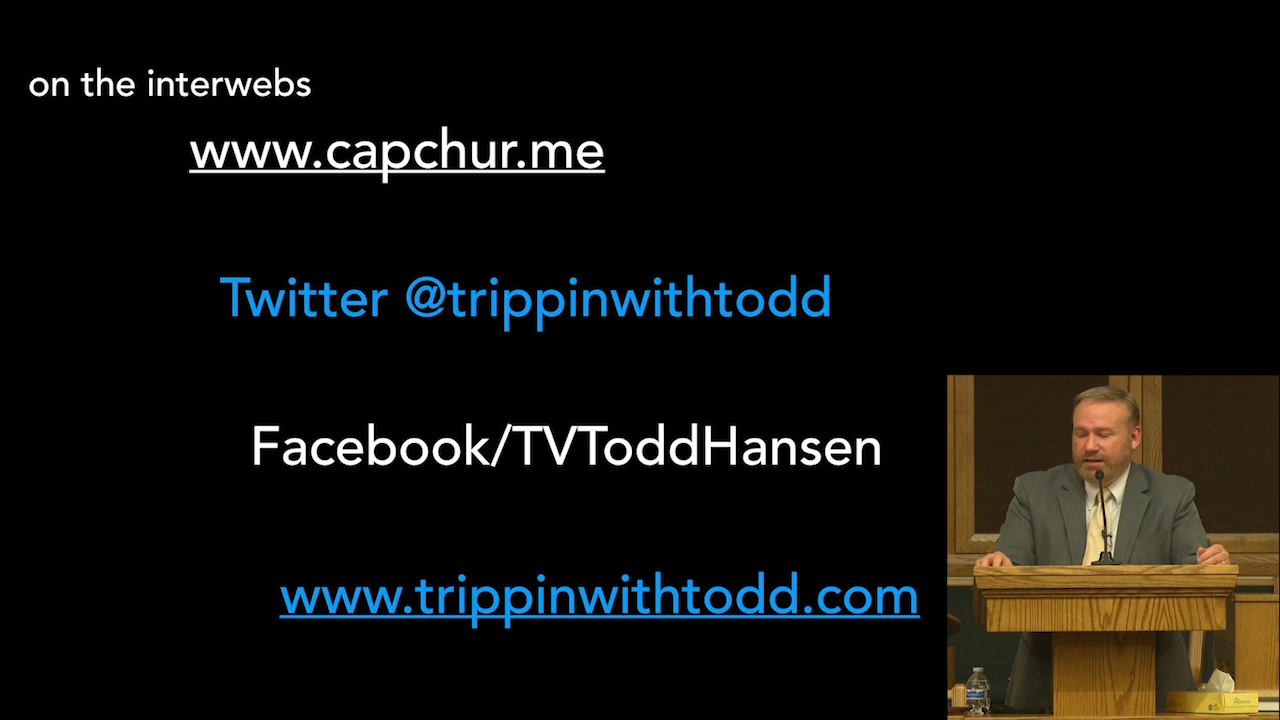 on the interwebs
www.capchur.me
Twitter @trippinwithtodd
Facebook/TVToddHansen
www.trippinwithtodd.com